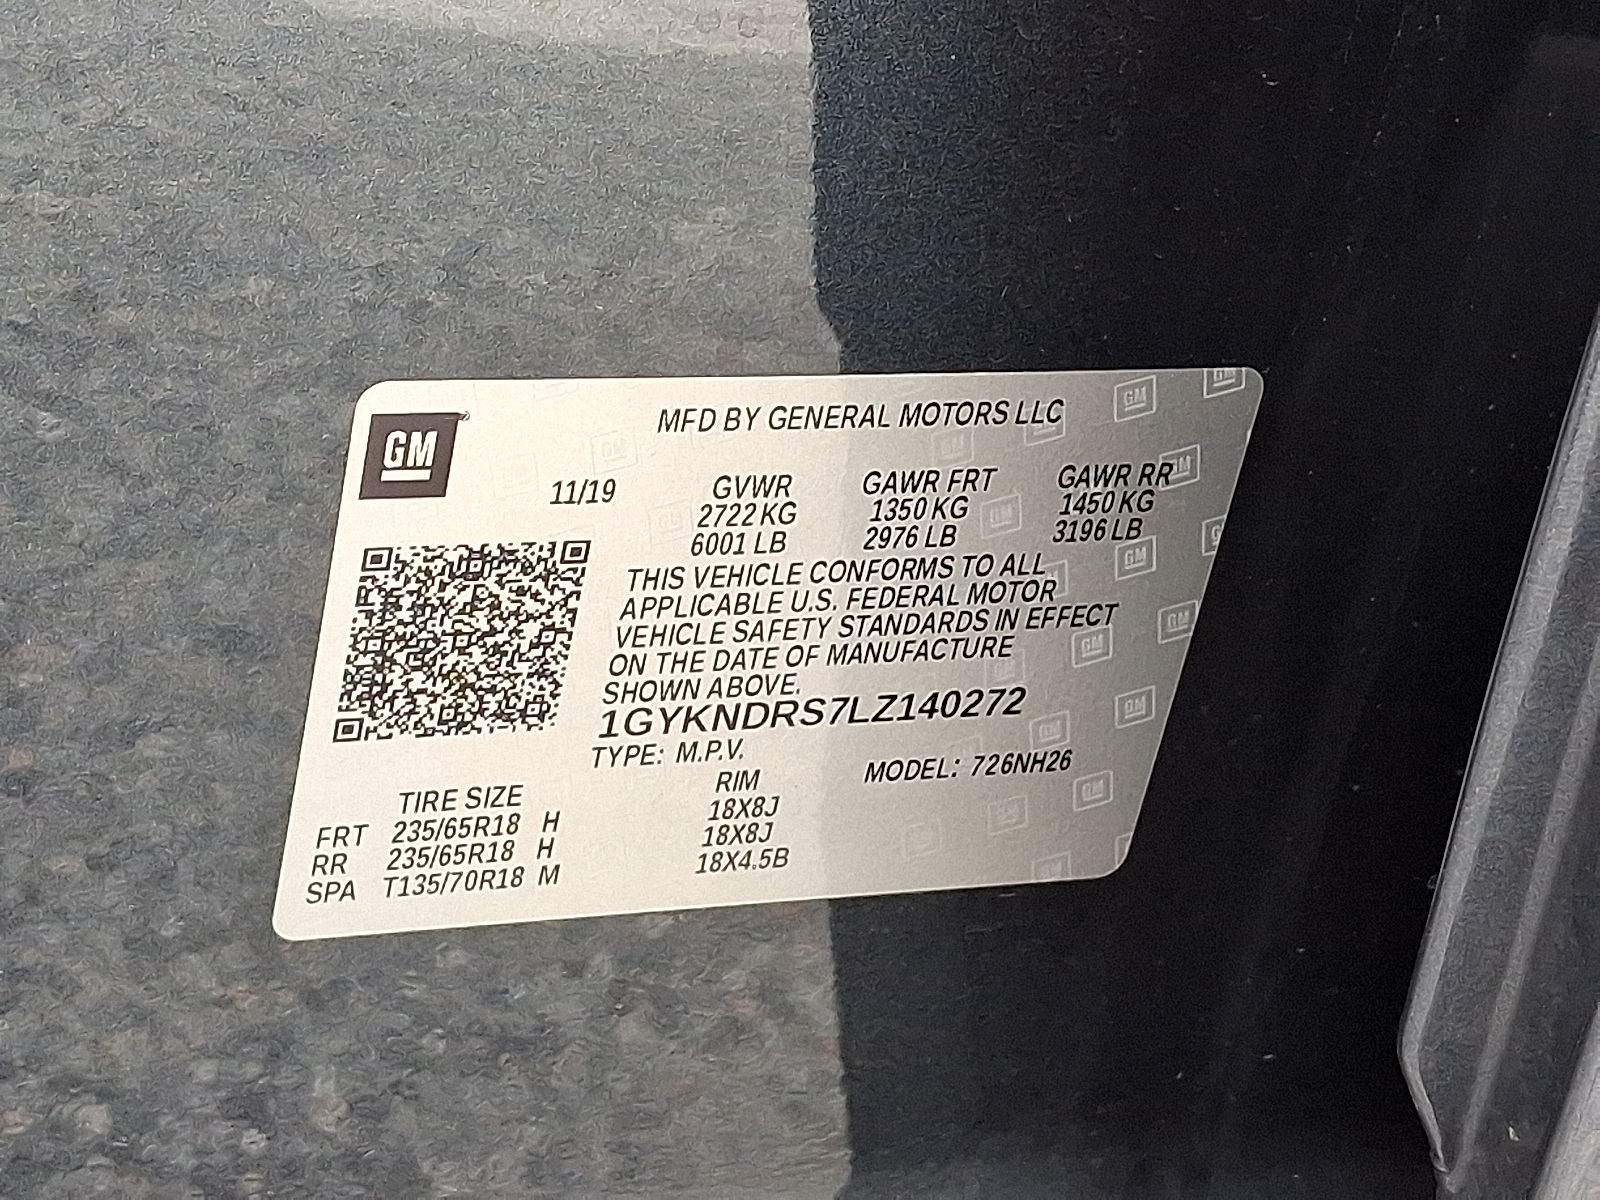 GM
MFD BY GENERAL MOTORS LLC
11/19 GVWR GAWR FRT GAWR RR
2722 KG 1350 KG 1450 KG
6001 LB 2976 LB 3196 LB
THIS VEHICLE CONFORMS TO ALL
APPLICABLE U.S. FEDERAL MOTOR
VEHICLE SAFETY STANDARDS IN EFFECT
ON THE DATE OF MANUFACTURE
SHOWN ABOVE.
1GYKNDRS7LZ140272
TYPE: M.P.V. MODEL: 726NH26
TIRE SIZE RIM
FRT 235/65R18 H 18X8J
RR 235/65R18 H 18X8J
SPA T135/70R18 M 18X4.5B